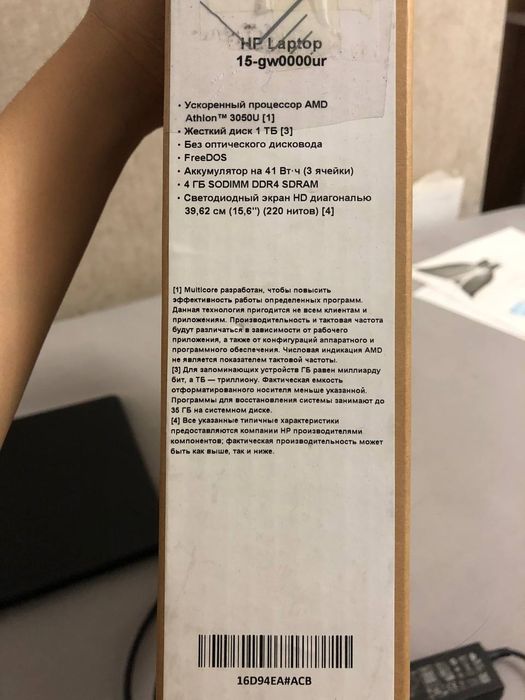 HP Laptop
15-gw0000ur
• Ускоренный процессор AMD
Athlon™ 3050U [1]
• Жесткий диск 1 ТБ [3]
• Без оптического дисковода
• FreeDOS
• Аккумулятор на 41 Вт·ч (3 ячейки)
• 4 ГБ SODIMM DDR4 SDRAM
• Светодиодный экран HD диагональю
39,62 см (15,6") (220 нитов) [4]
[1] Multicore разработан, чтобы повысить
эффективность работы определенных программ.
Данная технология пригодится не всем клиентам и
приложениям. Производительность и тактовая частота
будут различаться в зависимости от рабочего
приложения, а также от конфигураций аппаратного и
программного обеспечения. Числовая индикация AMD
не является показателем тактовой частоты.
[3] Для запоминающих устройств ГБ равен миллиарду
бит, а ТБ — триллиону. Фактическая емкость
отформатированного носителя меньше указанной.
Программы для восстановления системы занимают до
35 ГБ на системном диске.
[4] Все указанные типичные характеристики
предоставляются компании HP производителями
компонентов; фактическая производительность может
быть как выше, так и ниже.
16D94EA#ACB